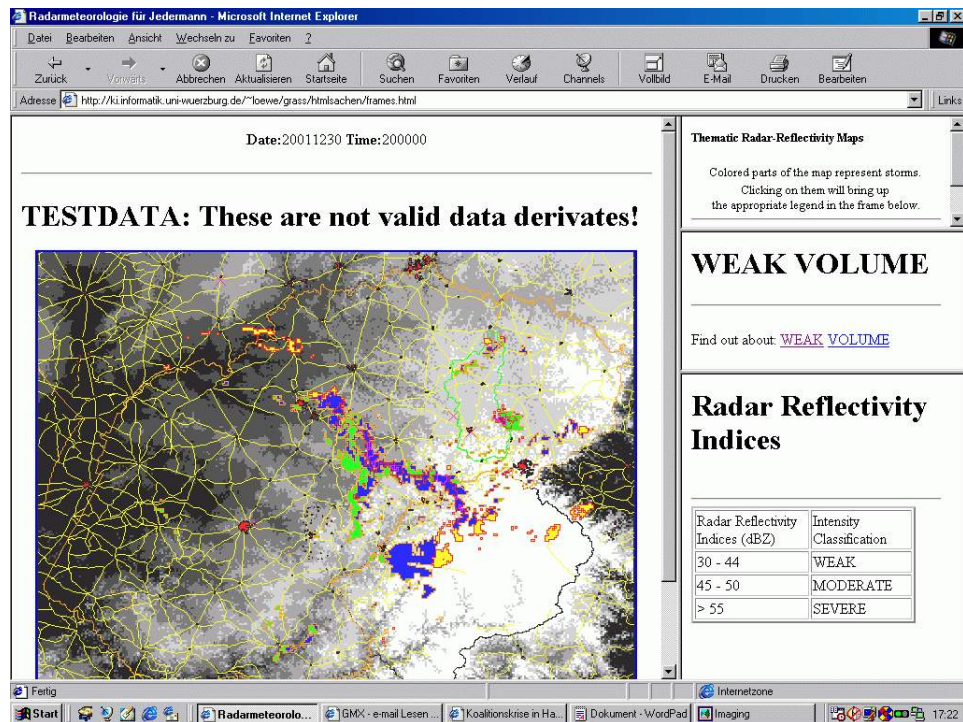 Radarmeteorologie für Jedermann - Microsoft Internet Explorer
Datei Bearbeiten Ansicht Wechseln zu Favoriten ?
Zurück Vorwärts Abbrechen Aktualisieren Startseite Suchen Favoriten Verlauf Channels Vollbild E-Mail Drucken Bearbeiten
Adresse http://ki.informatik.uni-wuerzburg.de/~loewe/grass/htmlsachen/frames.html Links
Date:20011230 Time:200000
TESTDATA: These are not valid data derivates!
Thematic Radar-Reflectivity Maps
Colored parts of the map represent storms.
Clicking on them will bring up
the appropriate legend in the frame below.
WEAK VOLUME
Find out about: WEAK VOLUME
Radar Reflectivity
Indices
Radar Reflectivity Indices (dBZ) Intensity Classification
30 - 44 WEAK
45 - 50 MODERATE
> 55 SEVERE
Fertig Internetzone
Start Radarmeteorolo... GMX - e-mail Lesen ... Koalitionskrise in Ha... Dokument - WordPad Imaging 17:22